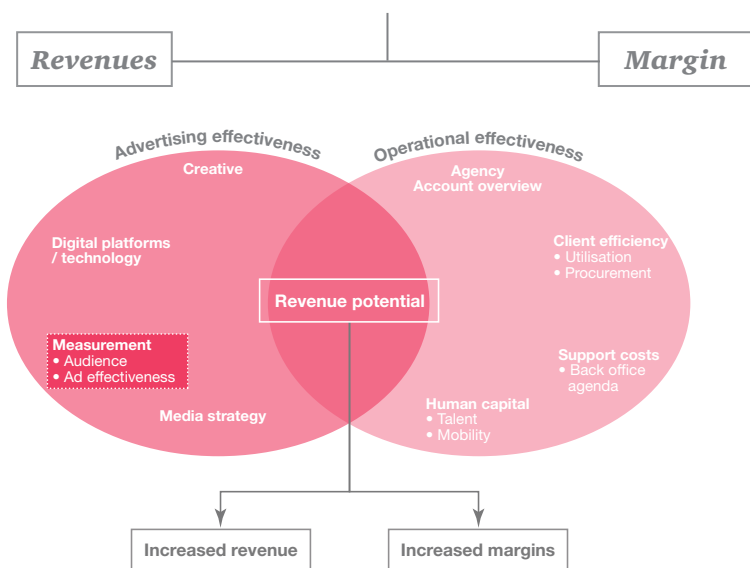 Revenues
Margin
Advertising effectiveness
Operational effectiveness
Creative
Agency
Account overview
Digital platforms
/ technology
Client efficiency
• Utilisation
• Procurement
Revenue potential
Measurement
• Audience
• Ad effectiveness
Support costs
• Back office
agenda
Media strategy
Human capital
• Talent
• Mobility
Increased revenue
Increased margins